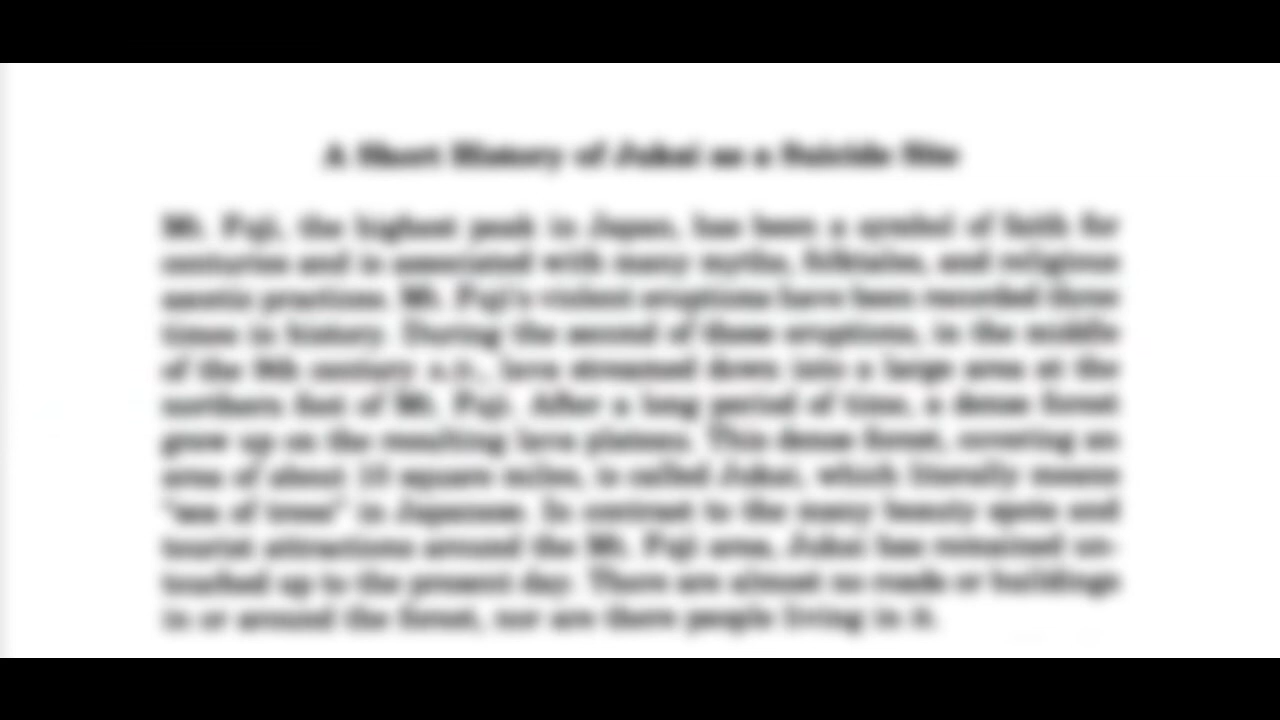 A Short History of Jukai as a Suicide Site
Mt. Fuji, the highest peak in Japan, has been a symbol of faith for
centuries and is associated with many myths, folktales, and religious
ascetic practices. Mt. Fuji's violent eruptions have been recorded three
times in history. During the second of these eruptions, in the middle
of the 9th century A.D., lava streamed down into a large area at the
northern foot of Mt. Fuji. After a long period of time, a dense forest
grew up on the resulting lava plateau. This dense forest, covering an
area of about 10 square miles, is called Jukai, which literally means
"sea of trees" in Japanese. In contrast to the many beauty spots and
tourist attractions around the Mt. Fuji area, Jukai has remained un-
touched up to the present day. There are almost no roads or buildings
in or around the forest, nor are there people living in it.